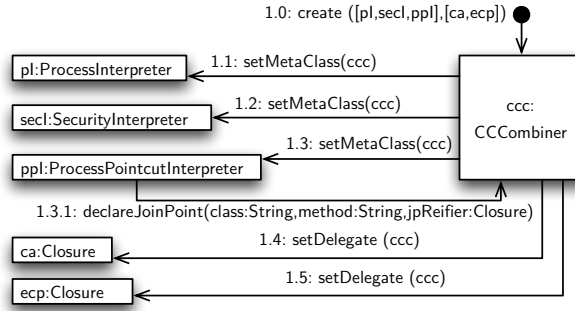 1.0: create ([pI,secI,ppI],[ca,ecp])
1.1: setMetaClass(ccc)
pI:ProcessInterpreter
ccc:
CCCombiner
1.2: setMetaClass(ccc)
secI:SecurityInterpreter
1.3: setMetaClass(ccc)
ppI:ProcessPointcutInterpreter
1.3.1: declareJoinPoint(class:String,method:String,jpReifier:Closure)
1.4: setDelegate (ccc)
ca:Closure
1.5: setDelegate (ccc)
ecp:Closure